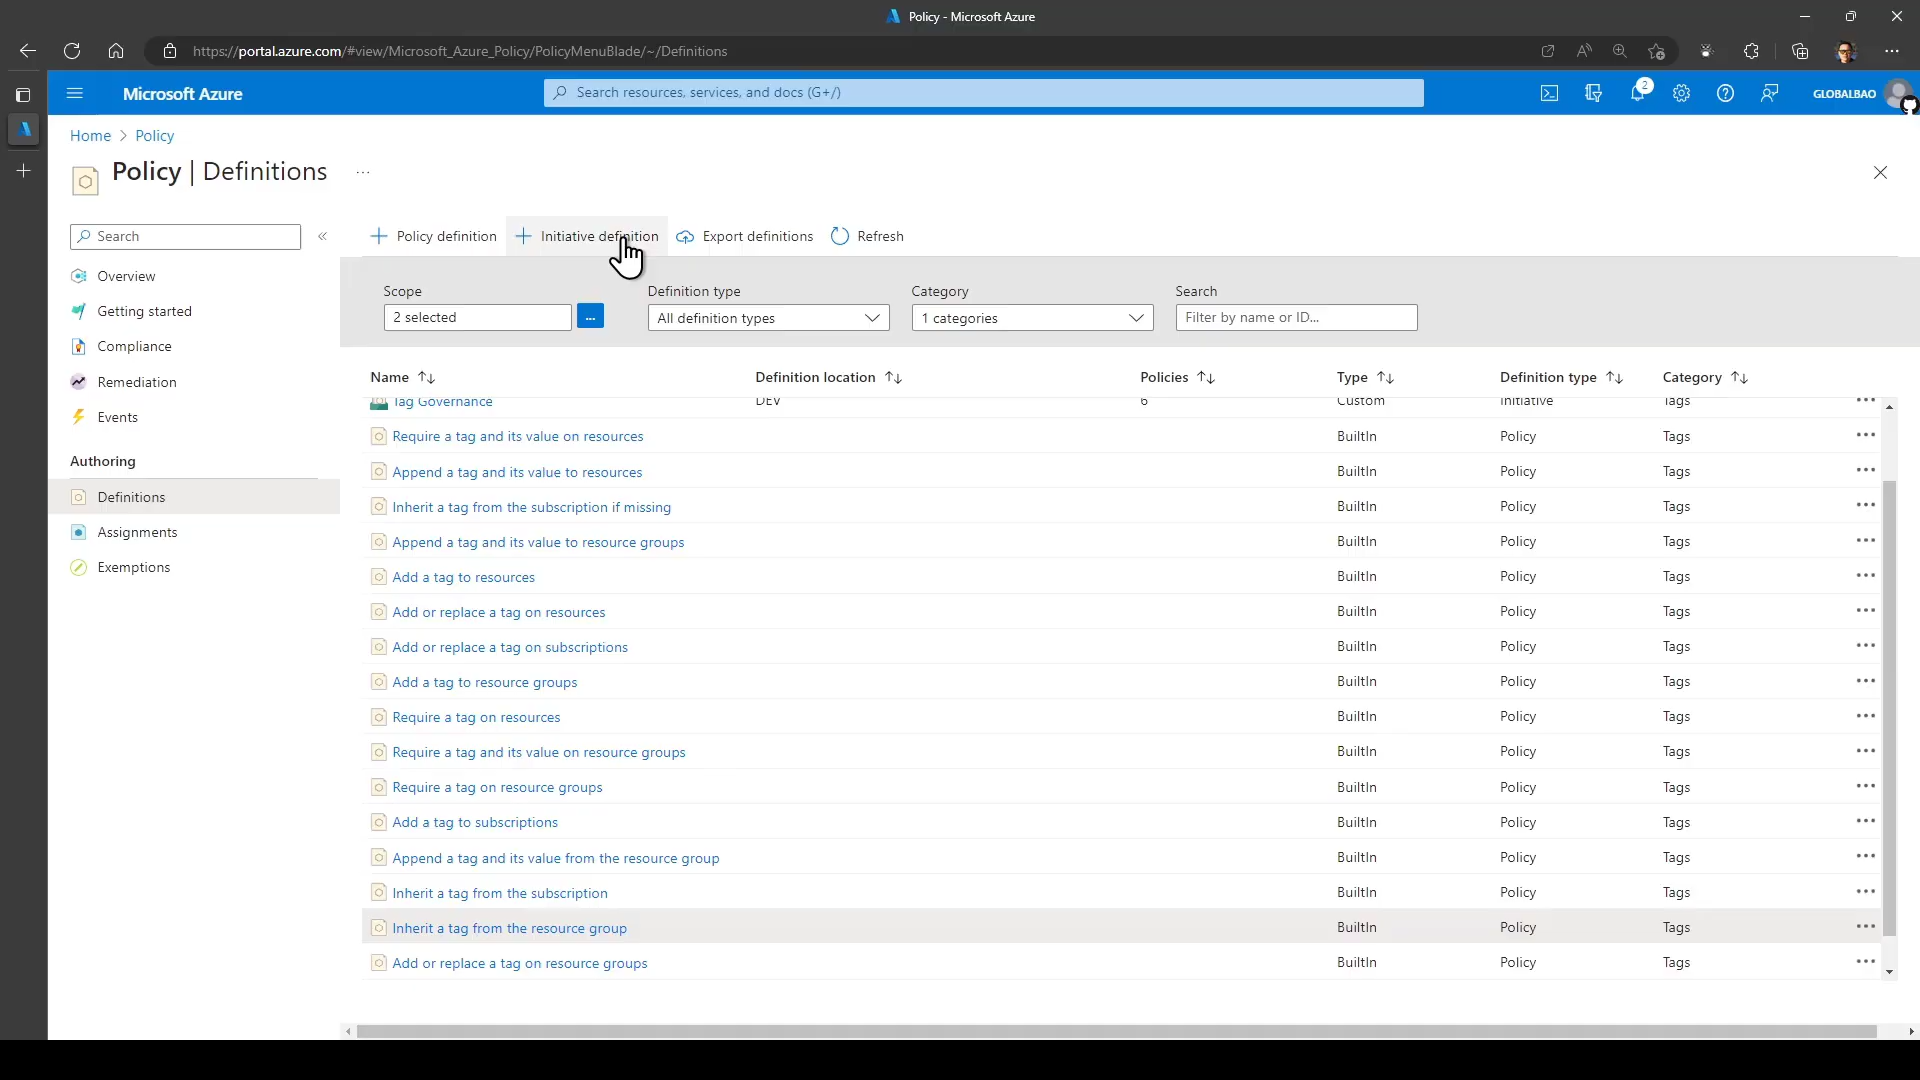 Policy - Microsoft Azure
https://portal.azure.com/#view/Microsoft_Azure_Policy/PolicyMenuBlade/~/Definitions
Microsoft Azure
Search resources, services, and docs (G+/)
2
GLOBALBAO
Home > Policy
Policy | Definitions ...
Search
«
Overview
Getting started
Compliance
Remediation
Events
Authoring
Definitions
Assignments
Exemptions
+ Policy definition
+ Initiative definition
Export definitions
Refresh
Scope
2 selected
...
Definition type
All definition types
Category
1 categories
Search
Filter by name or ID...
Name Definition location Policies Type Definition type Category
Tag Governance DEV 6 Custom Initiative Tags
Require a tag and its value on resources BuiltIn Policy Tags
Append a tag and its value to resources BuiltIn Policy Tags
Inherit a tag from the subscription if missing BuiltIn Policy Tags
Append a tag and its value to resource groups BuiltIn Policy Tags
Add a tag to resources BuiltIn Policy Tags
Add or replace a tag on resources BuiltIn Policy Tags
Add or replace a tag on subscriptions BuiltIn Policy Tags
Add a tag to resource groups BuiltIn Policy Tags
Require a tag on resources BuiltIn Policy Tags
Require a tag and its value on resource groups BuiltIn Policy Tags
Require a tag on resource groups BuiltIn Policy Tags
Add a tag to subscriptions BuiltIn Policy Tags
Append a tag and its value from the resource group BuiltIn Policy Tags
Inherit a tag from the subscription BuiltIn Policy Tags
Inherit a tag from the resource group BuiltIn Policy Tags
Add or replace a tag on resource groups BuiltIn Policy Tags